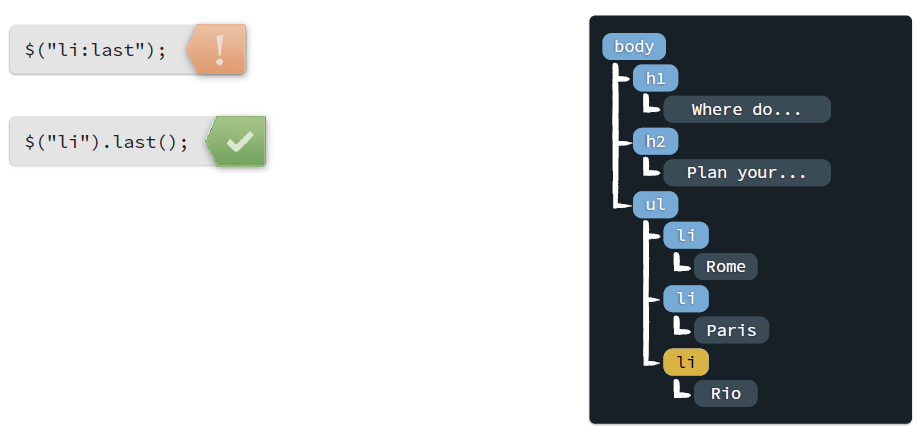 $("li:last");
!
$("li").last();
body
h1
Where do...
h2
Plan your...
ul
li
Rome
li
Paris
li
Rio